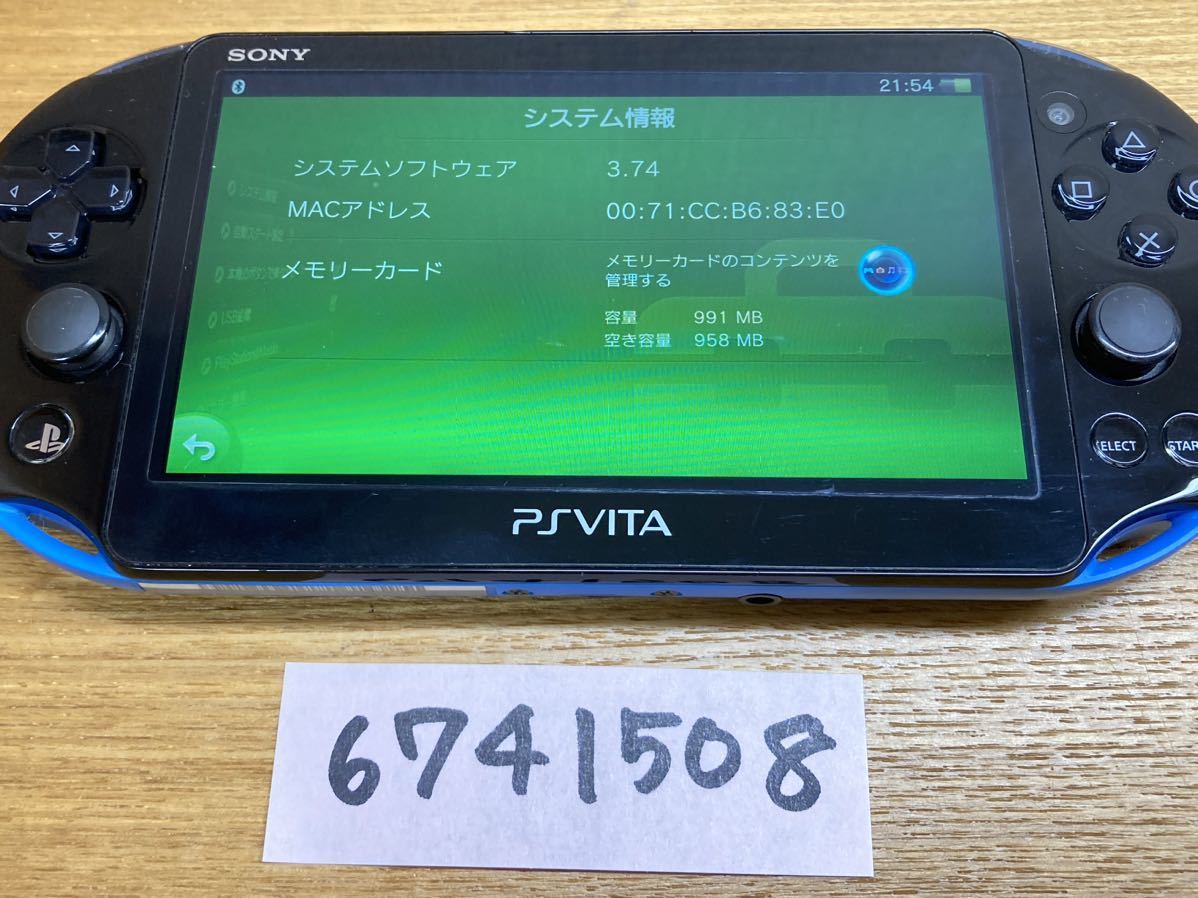 SONY
21:54
システム情報
システムソフトウェア 3.74
MACアドレス 00:71:CC:B6:83:E0
メモリーカード
メモリーカードのコンテンツを
管理する
容量 991 MB
空き容量 958 MB
SELECT
START
PSVITA
6741508